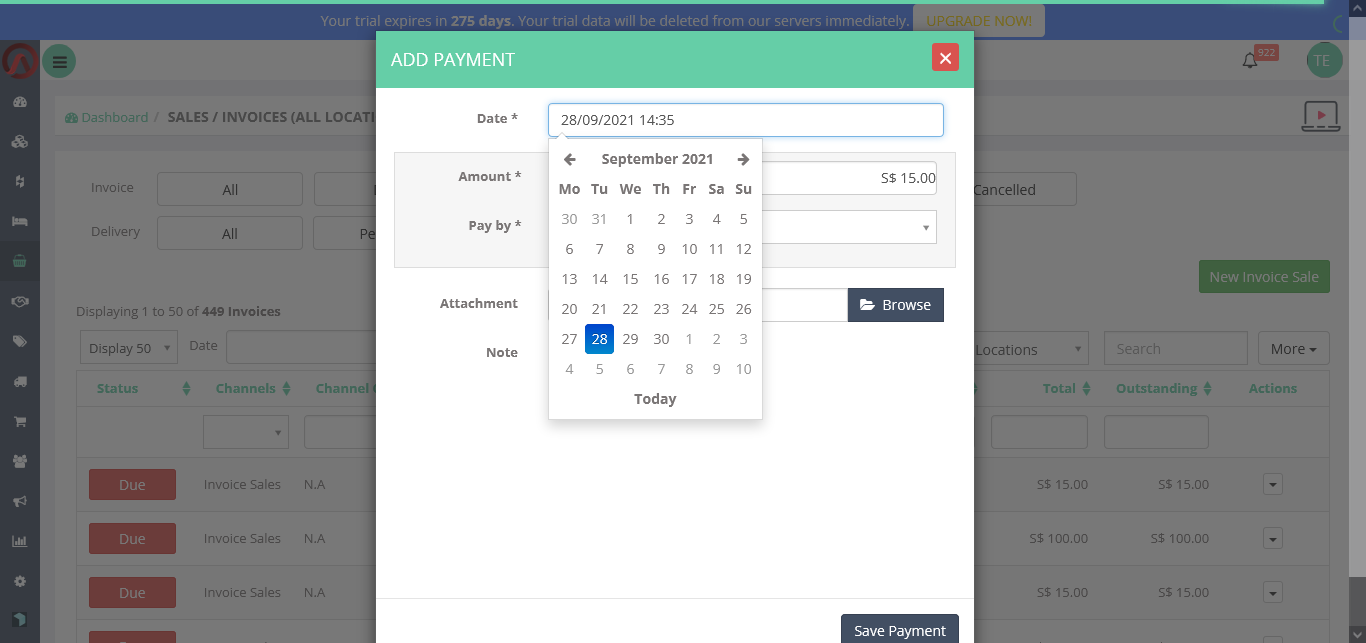 Your trial expires in 275 days. Your trial data will be deleted from our servers immediately. UPGRADE NOW!
ADD PAYMENT
922
TE
Dashboard / SALES / INVOICES (ALL LOCATI
Date *
28/09/2021 14:35
September 2021
Mo Tu We Th Fr Sa Su
30 31 1 2 3 4 5
6 7 8 9 10 11 12
13 14 15 16 17 18 19
20 21 22 23 24 25 26
27 28 29 30 1 2 3
4 5 6 7 8 9 10
Today
Amount *
S$ 15.00
Pay by *
Attachment
Browse
Note
Save Payment
Invoice
All
Cancelled
Delivery
All
Pe
New Invoice Sale
Displaying 1 to 50 of 449 Invoices
Display 50
Date
Locations
Search
More
Status Channels Channel Total Outstanding Actions
Due Invoice Sales N.A S$ 15.00 S$ 15.00
Due Invoice Sales N.A S$ 100.00 S$ 100.00
Due Invoice Sales N.A S$ 15.00 S$ 15.00